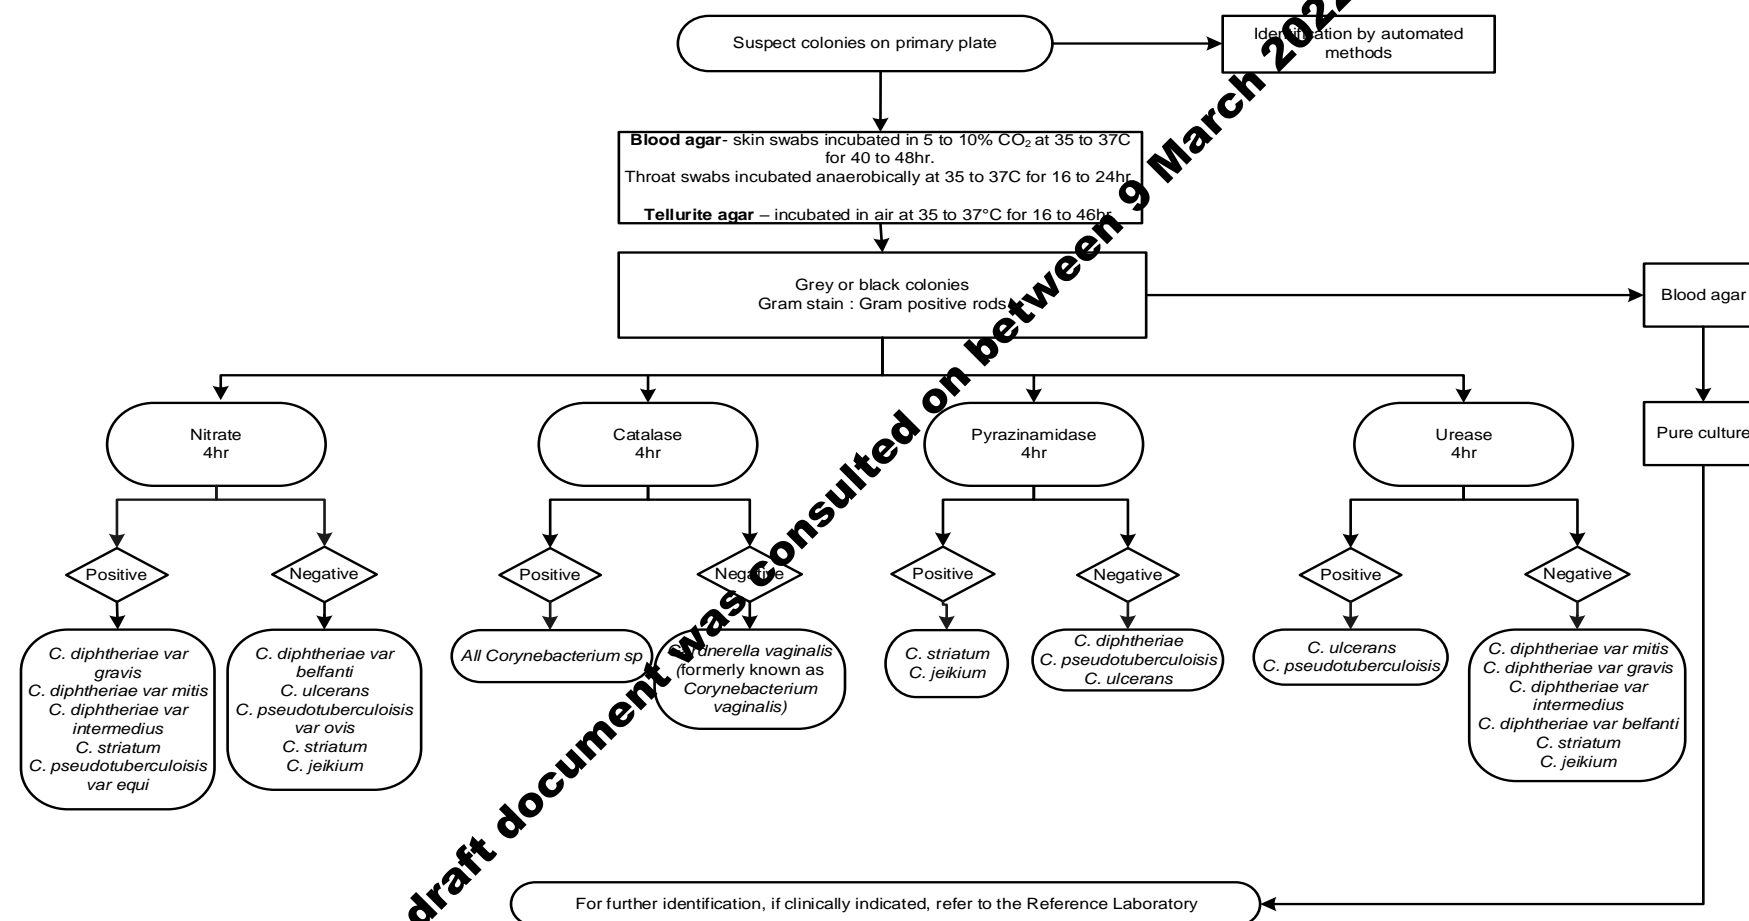 Suspect colonies on primary plate
Identification by automated
methods
Blood agar- skin swabs incubated in 5 to 10% CO₂ at 35 to 37C
for 40 to 48hr.
Throat swabs incubated anaerobically at 35 to 37C for 16 to 24hr
Tellurite agar – incubated in air at 35 to 37°C for 16 to 46hr
Grey or black colonies
Gram stain : Gram positive rods
Blood agar
Pure culture
Nitrate
4hr
Catalase
4hr
Pyrazinamidase
4hr
Urease
4hr
Positive
Negative
Positive
Negative
Positive
Negative
Positive
Negative
C. diphtheriae var
gravis
C. diphtheriae var mitis
C. diphtheriae var
intermedius
C. striatum
C. pseudotuberculoisis
var equi
C. diphtheriae var
belfanti
C. ulcerans
C. pseudotuberculoisis
var ovis
C. striatum
C. jeikium
All Corynebacterium sp
Gardnerella vaginalis
(formerly known as
Corynebacterium
vaginalis)
C. striatum
C. jeikium
C. diphtheriae
C. pseudotuberculoisis
C. ulcerans
C. ulcerans
C. pseudotuberculoisis
C. diphtheriae var mitis
C. diphtheriae var gravis
C. diphtheriae var
intermedius
C. diphtheriae var belfanti
C. striatum
C. jeikium
For further identification, if clinically indicated, refer to the Reference Laboratory
draft document was consulted on between 9 March 2022